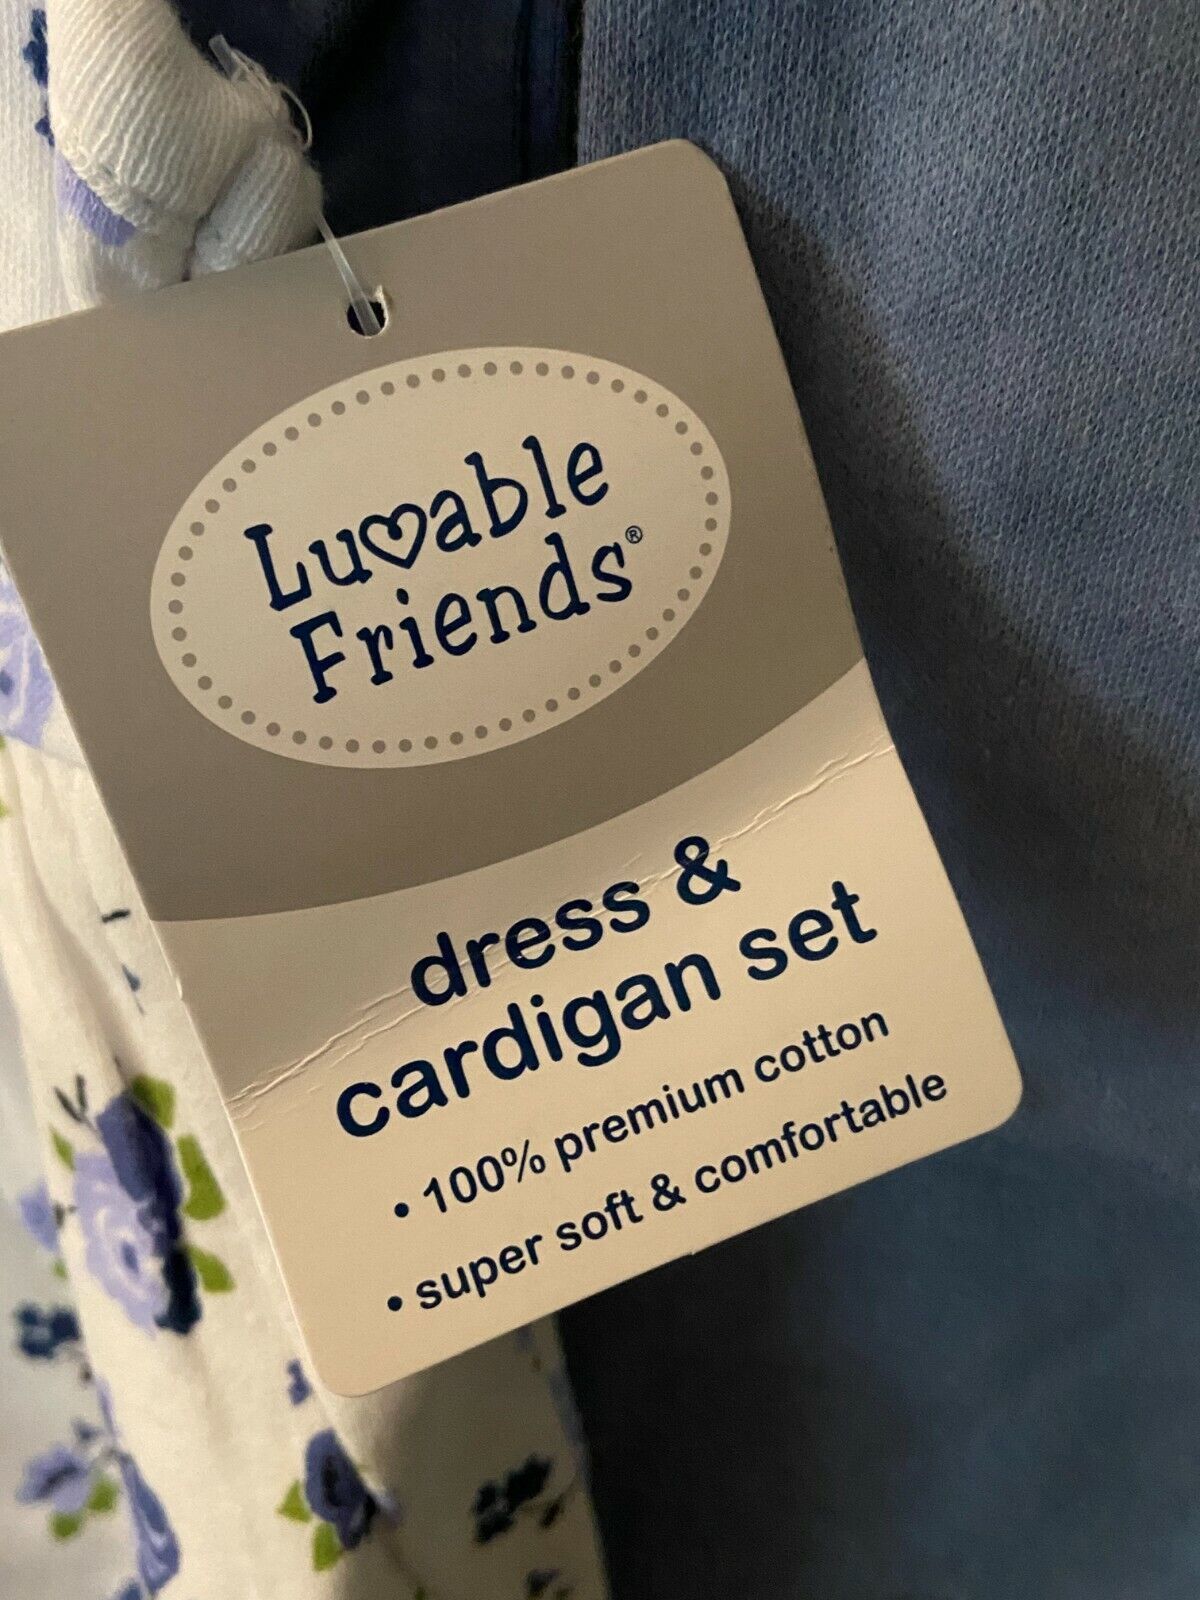 Luvable
Friends®
dress &
cardigan set
• 100% premium cotton
• super soft & comfortable